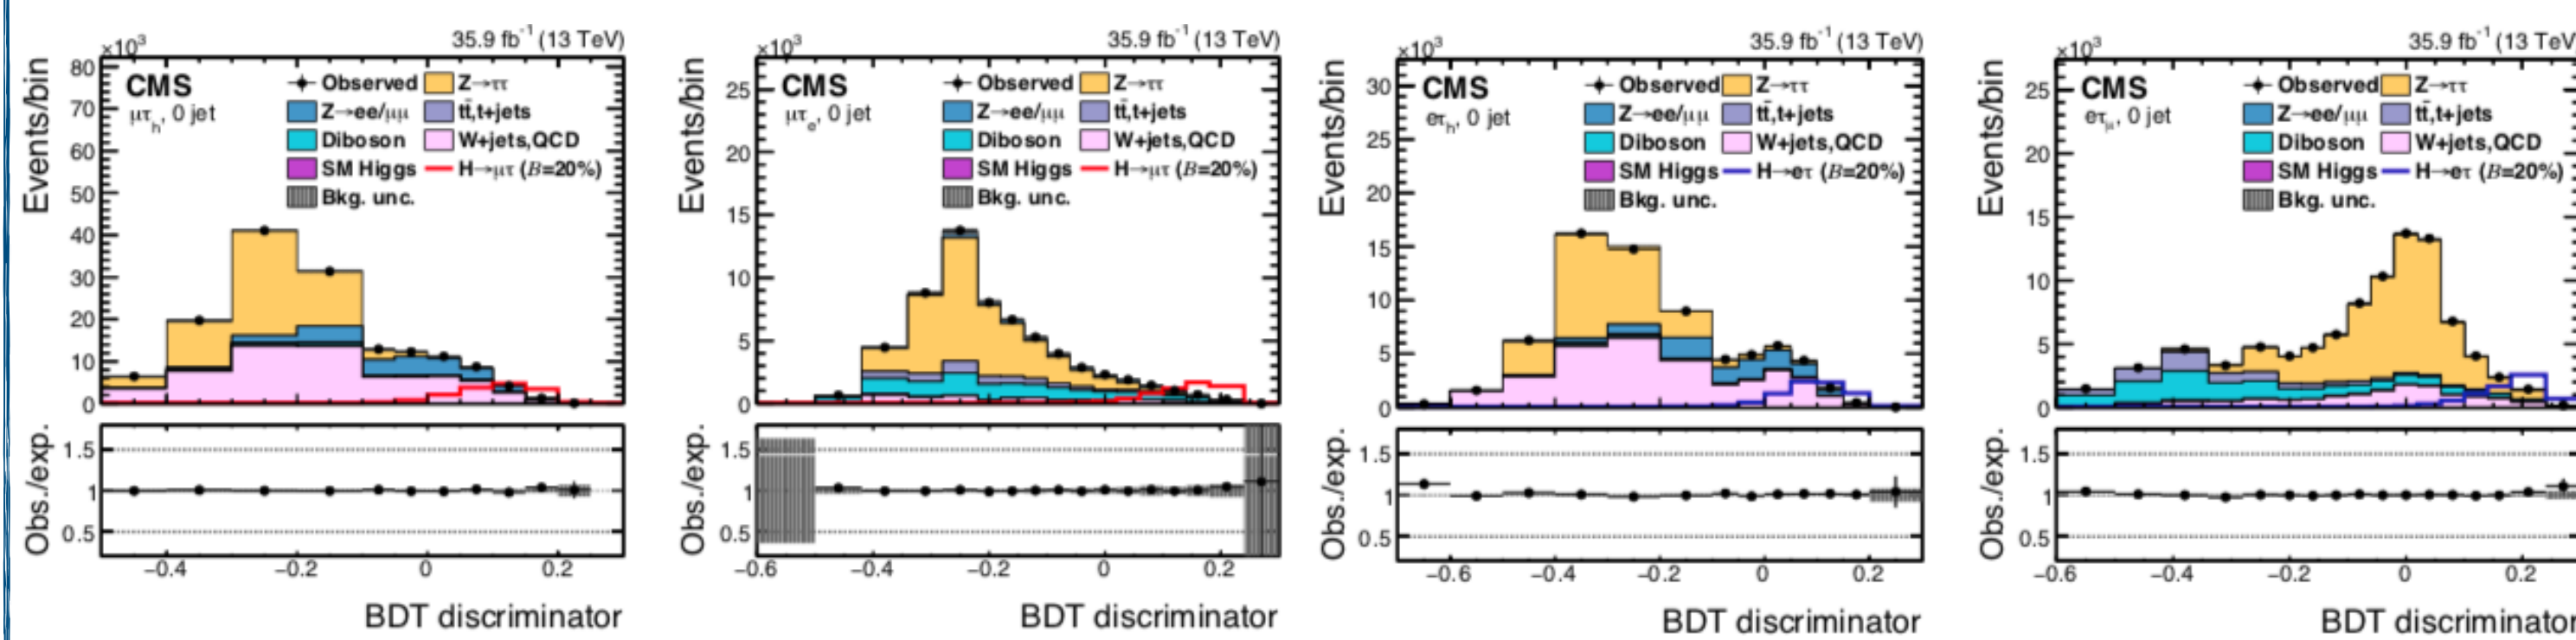 35.9 fb⁻¹ (13 TeV)
×10³
Events/bin
80
70
60
50
40
30
20
10
0
CMS
μτₕ, 0 jet
Observed
Z→ττ
Z→ee/μμ
tt̄,t+jets
Diboson
W+jets,QCD
SM Higgs
H→μτ (B=20%)
Bkg. unc.
Obs./exp.
1.5
1
0.5
−0.4 −0.2 0 0.2
BDT discriminator
35.9 fb⁻¹ (13 TeV)
×10³
Events/bin
25
20
15
10
5
0
CMS
μτₑ, 0 jet
Observed
Z→ττ
Z→ee/μμ
tt̄,t+jets
Diboson
W+jets,QCD
SM Higgs
H→μτ (B=20%)
Bkg. unc.
Obs./exp.
1.5
1
0.5
−0.6 −0.4 −0.2 0 0.2
BDT discriminator
35.9 fb⁻¹ (13 TeV)
×10³
Events/bin
30
25
20
15
10
5
0
CMS
eτₕ, 0 jet
Observed
Z→ττ
Z→ee/μμ
tt̄,t+jets
Diboson
W+jets,QCD
SM Higgs
H→eτ (B=20%)
Bkg. unc.
Obs./exp.
1.5
1
0.5
−0.6 −0.4 −0.2 0 0.2
BDT discriminator
35.9 fb⁻¹ (13 TeV
×10³
Events/bin
25
20
15
10
5
0
CMS
eτ_μ, 0 jet
Observed
Z→ττ
Z→ee/μμ
tt̄,t+jets
Diboson
W+jets,QCD
SM Higgs
H→eτ (B=20%)
Bkg. unc.
Obs./exp.
1.5
1
0.5
−0.6 −0.4 −0.2 0 0.2
BDT discriminator